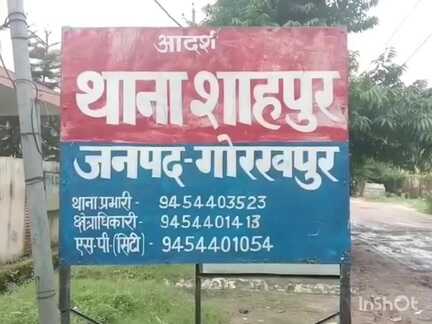 आदर्श
थाना शाहपुर
जनपद-गोरखपुर
थाना प्रभारी - 9454403523
क्षेत्राधिकारी - 9454401413
एस.पी.(सिटी) - 9454401054
InShOt